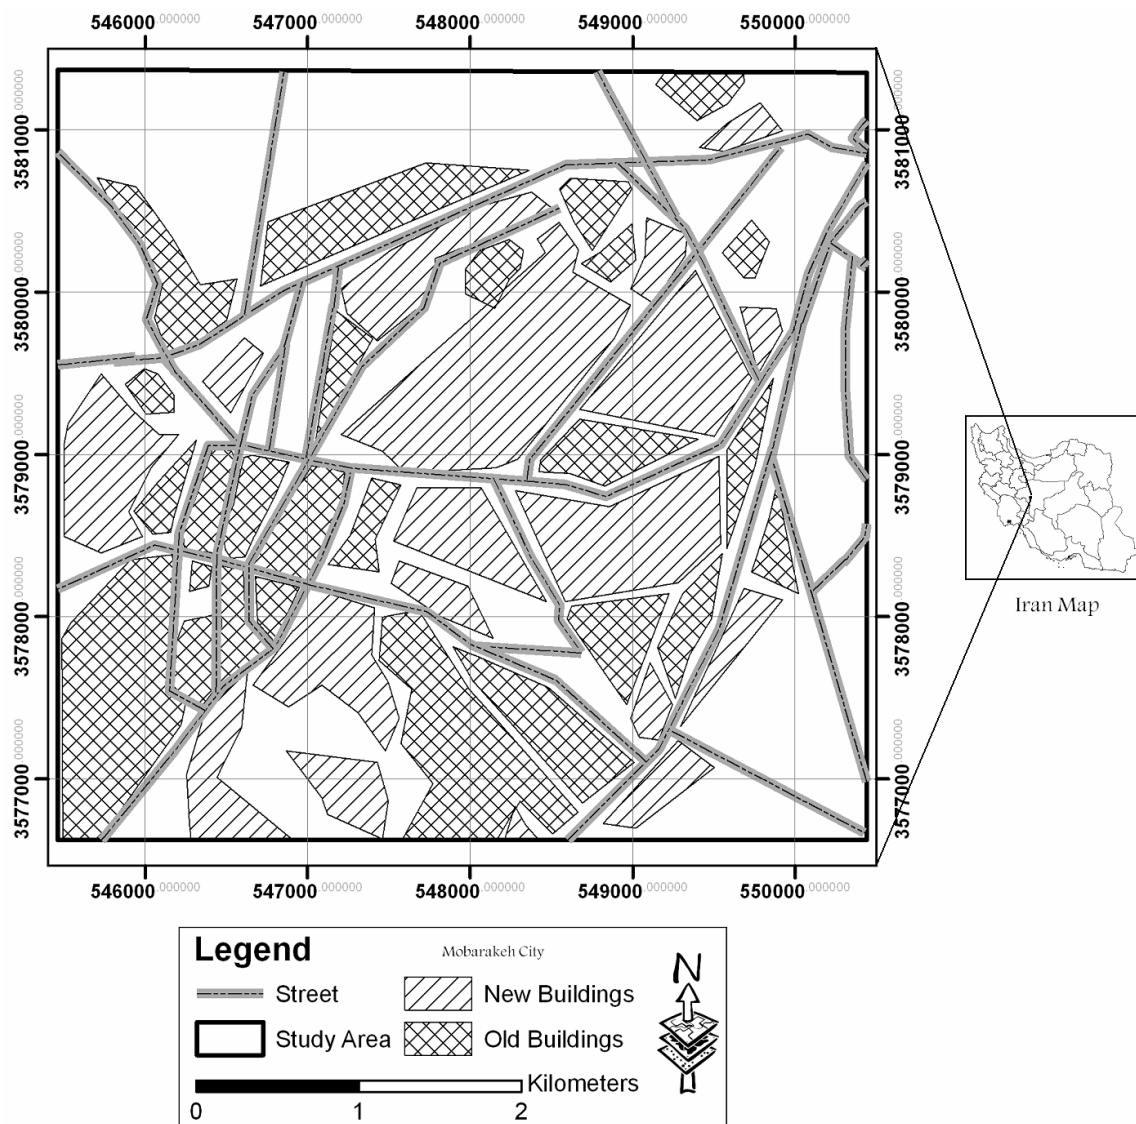 546000.000000 547000.000000 548000.000000 549000.000000 550000.000000
3581000.000000 3581000.000000
3580000.000000 3580000.000000
3579000.000000 3579000.000000
3578000.000000 3578000.000000
3577000.000000 3577000.000000
Iran Map
546000.000000 547000.000000 548000.000000 549000.000000 550000.000000
Legend Mobarakeh City N
Street New Buildings
Study Area Old Buildings
Kilometers
0 1 2